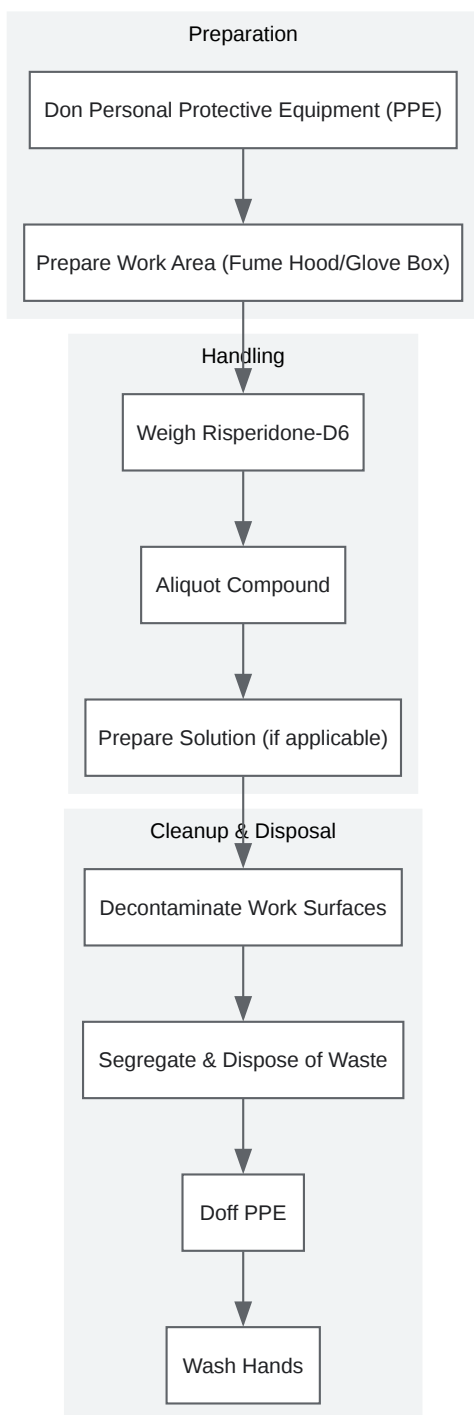 Preparation
Don Personal Protective Equipment (PPE)
Prepare Work Area (Fume Hood/Glove Box)
Handling
Weigh Risperidone-D6
Aliquot Compound
Prepare Solution (if applicable)
Cleanup & Disposal
Decontaminate Work Surfaces
Segregate & Dispose of Waste
Doff PPE
Wash Hands